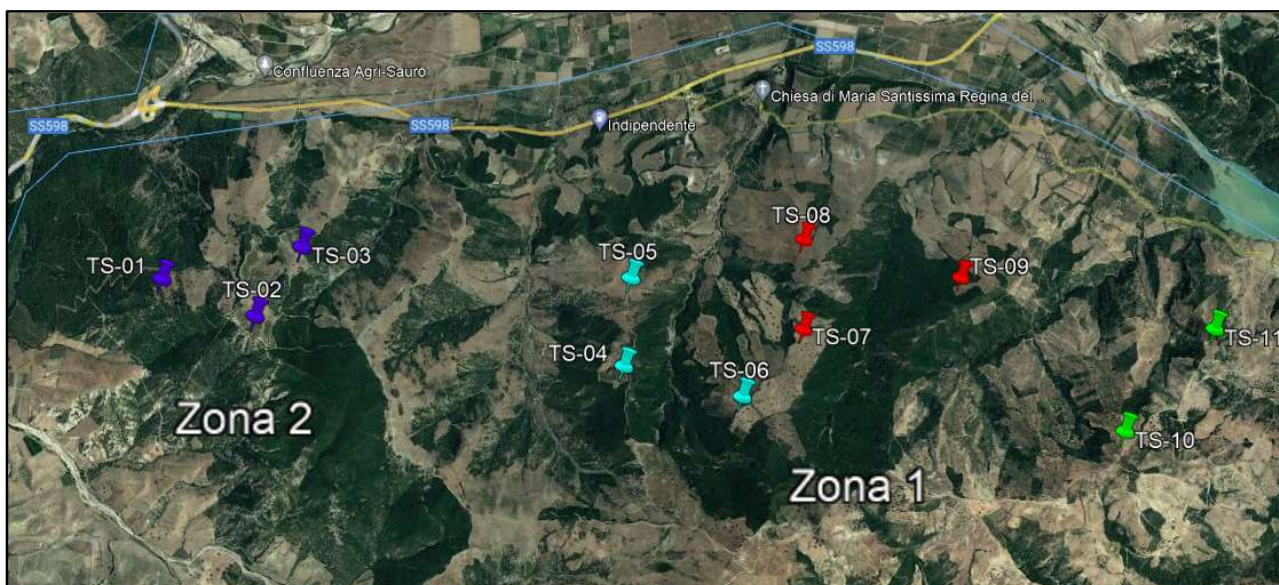 SS598
Confluenza Agri-Sauro
SS598
SS598
Indipendente
Chiesa di Maria Santissima Regina del...
TS-08
TS-03
TS-05
TS-01
TS-09
TS-02
TS-07
TS-11
TS-04
TS-06
Zona 2
TS-10
Zona 1